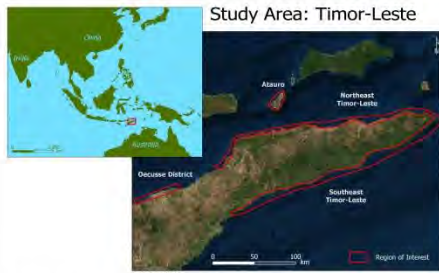 Study Area: Timor-Leste
China
India
Australia
Atauro
Northeast
Timor-Leste
Oecusse District
Southeast
Timor-Leste
0 50 100
km
Region of Interest